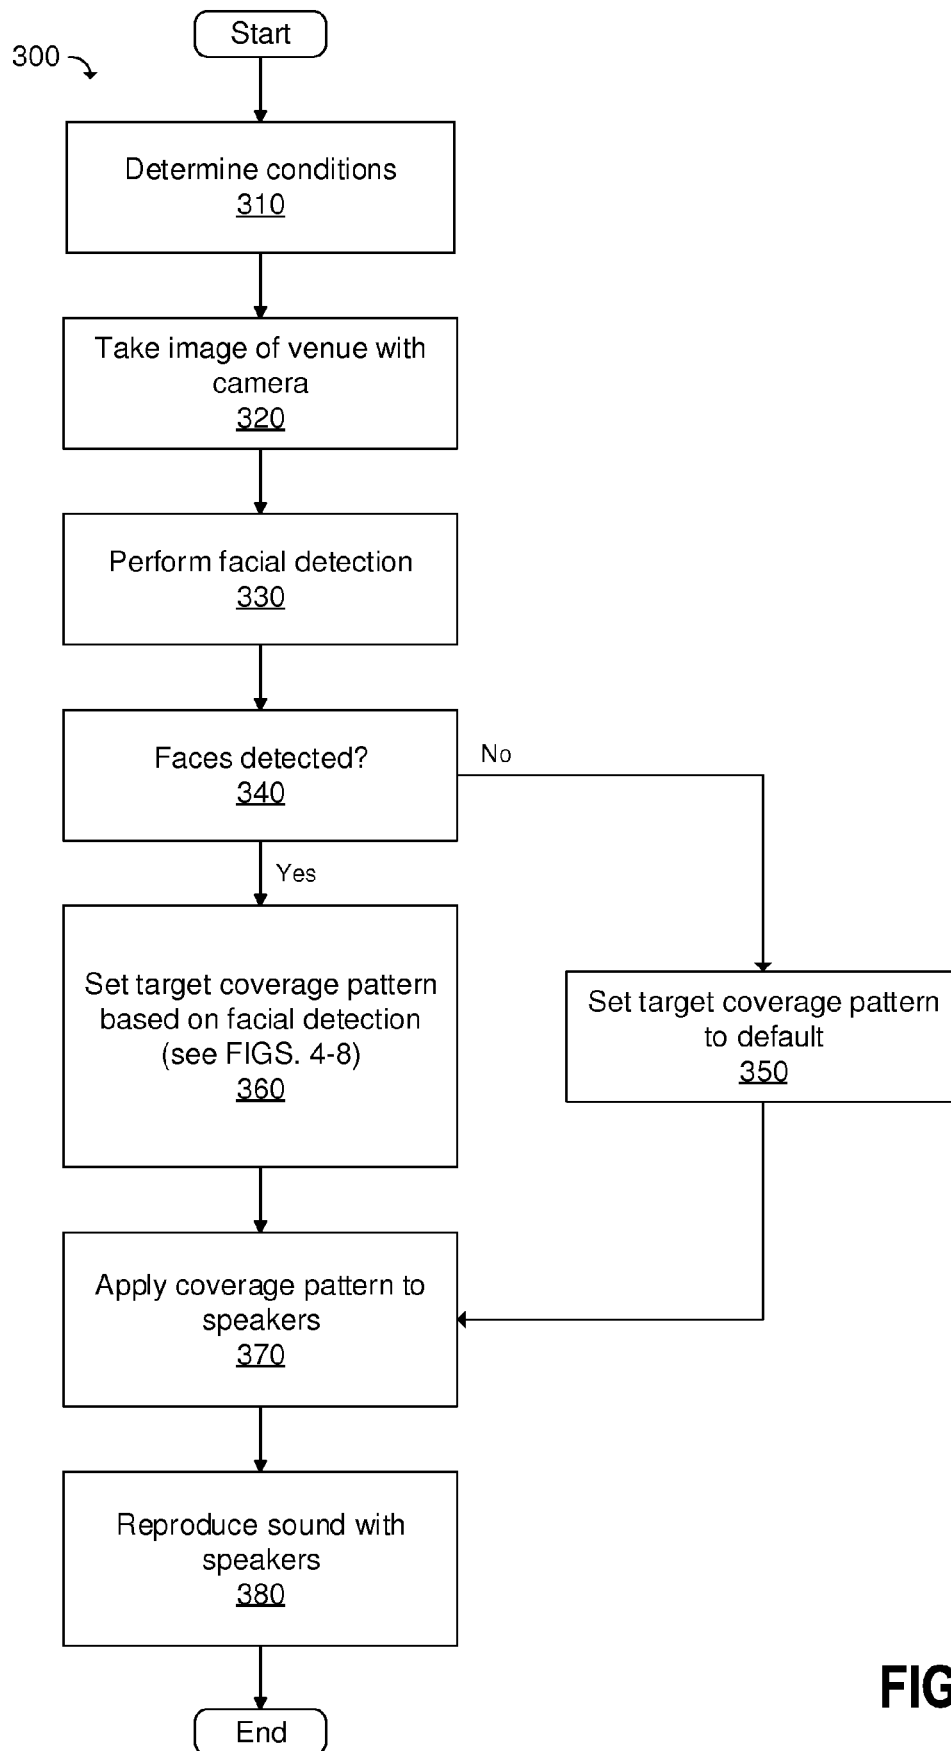 Start
300
Determine conditions
310
Take image of venue with
camera
320
Perform facial detection
330
Faces detected?
340
No
Yes
Set target coverage pattern
based on facial detection
(see FIGS. 4-8)
360
Set target coverage pattern
to default
350
Apply coverage pattern to
speakers
370
Reproduce sound with
speakers
380
End
FIG